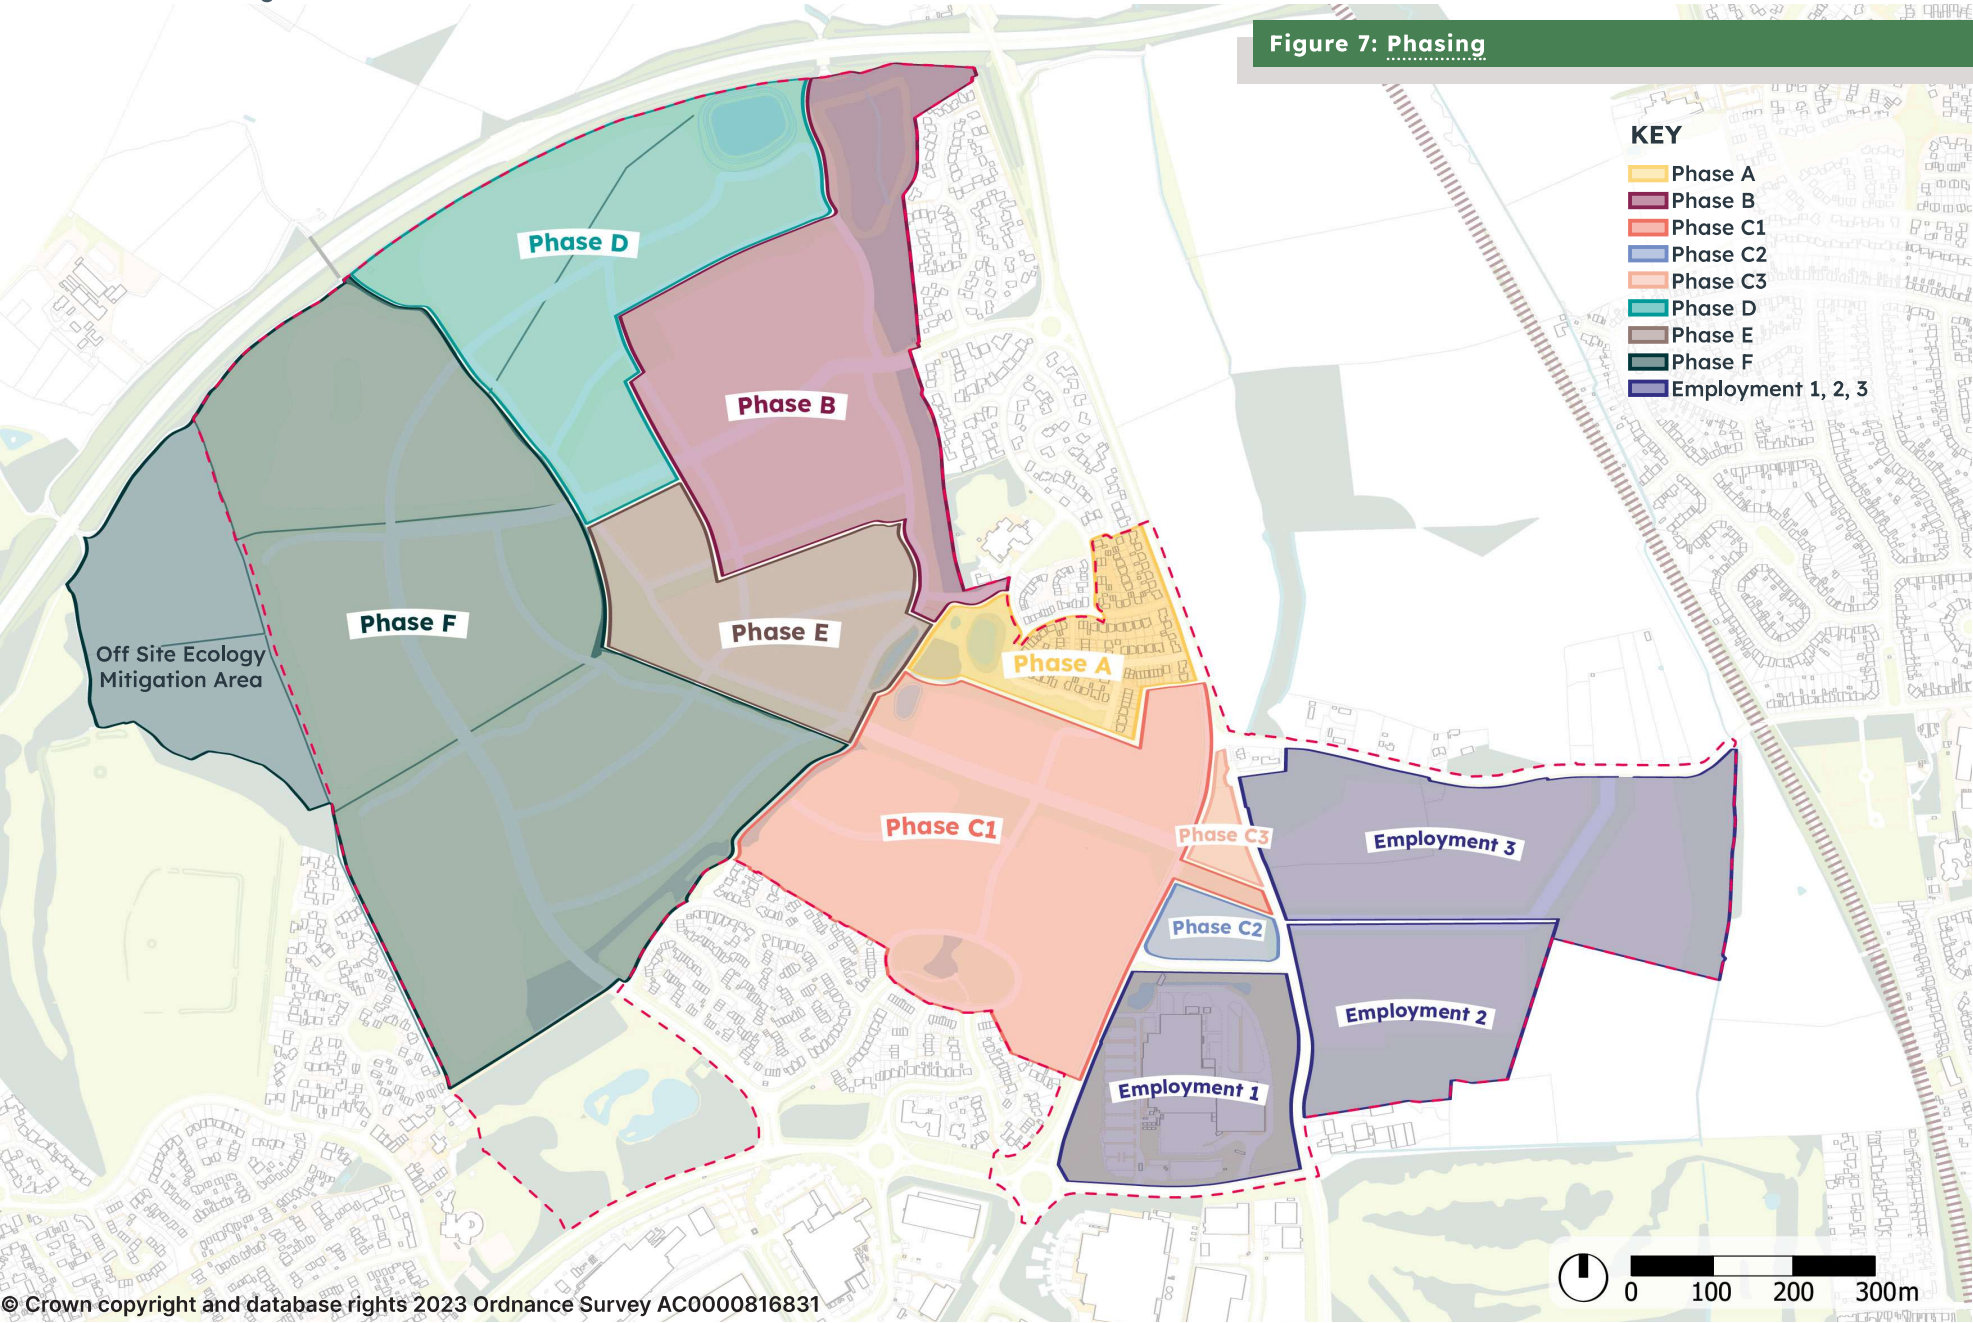 Figure 7: Phasing
KEY
Phase A
Phase B
Phase C1
Phase C2
Phase C3
Phase D
Phase E
Phase F
Employment 1, 2, 3
Phase D
Phase B
Phase F
Phase E
Off Site Ecology
Mitigation Area
Phase A
Phase C1
Phase C3
Employment 3
Phase C2
Employment 2
Employment 1
0 100 200 300m
© Crown copyright and database rights 2023 Ordnance Survey AC0000816831